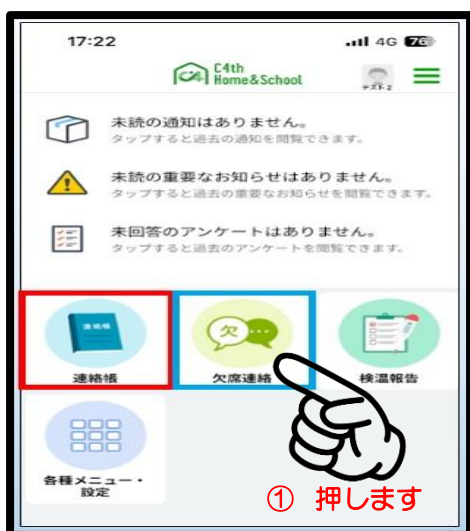 17:22
4G 76
C4th
Home&School
テスト2
未読の通知はありません。
タップすると過去の通知を閲覧できます。
未読の重要なお知らせはありません。
タップすると過去の重要なお知らせを閲覧できます。
未回答のアンケートはありません。
タップすると過去のアンケートを閲覧できます。
連絡帳
欠
連絡帳
欠席連絡
検温報告
各種メニュー・
設定
① 押します